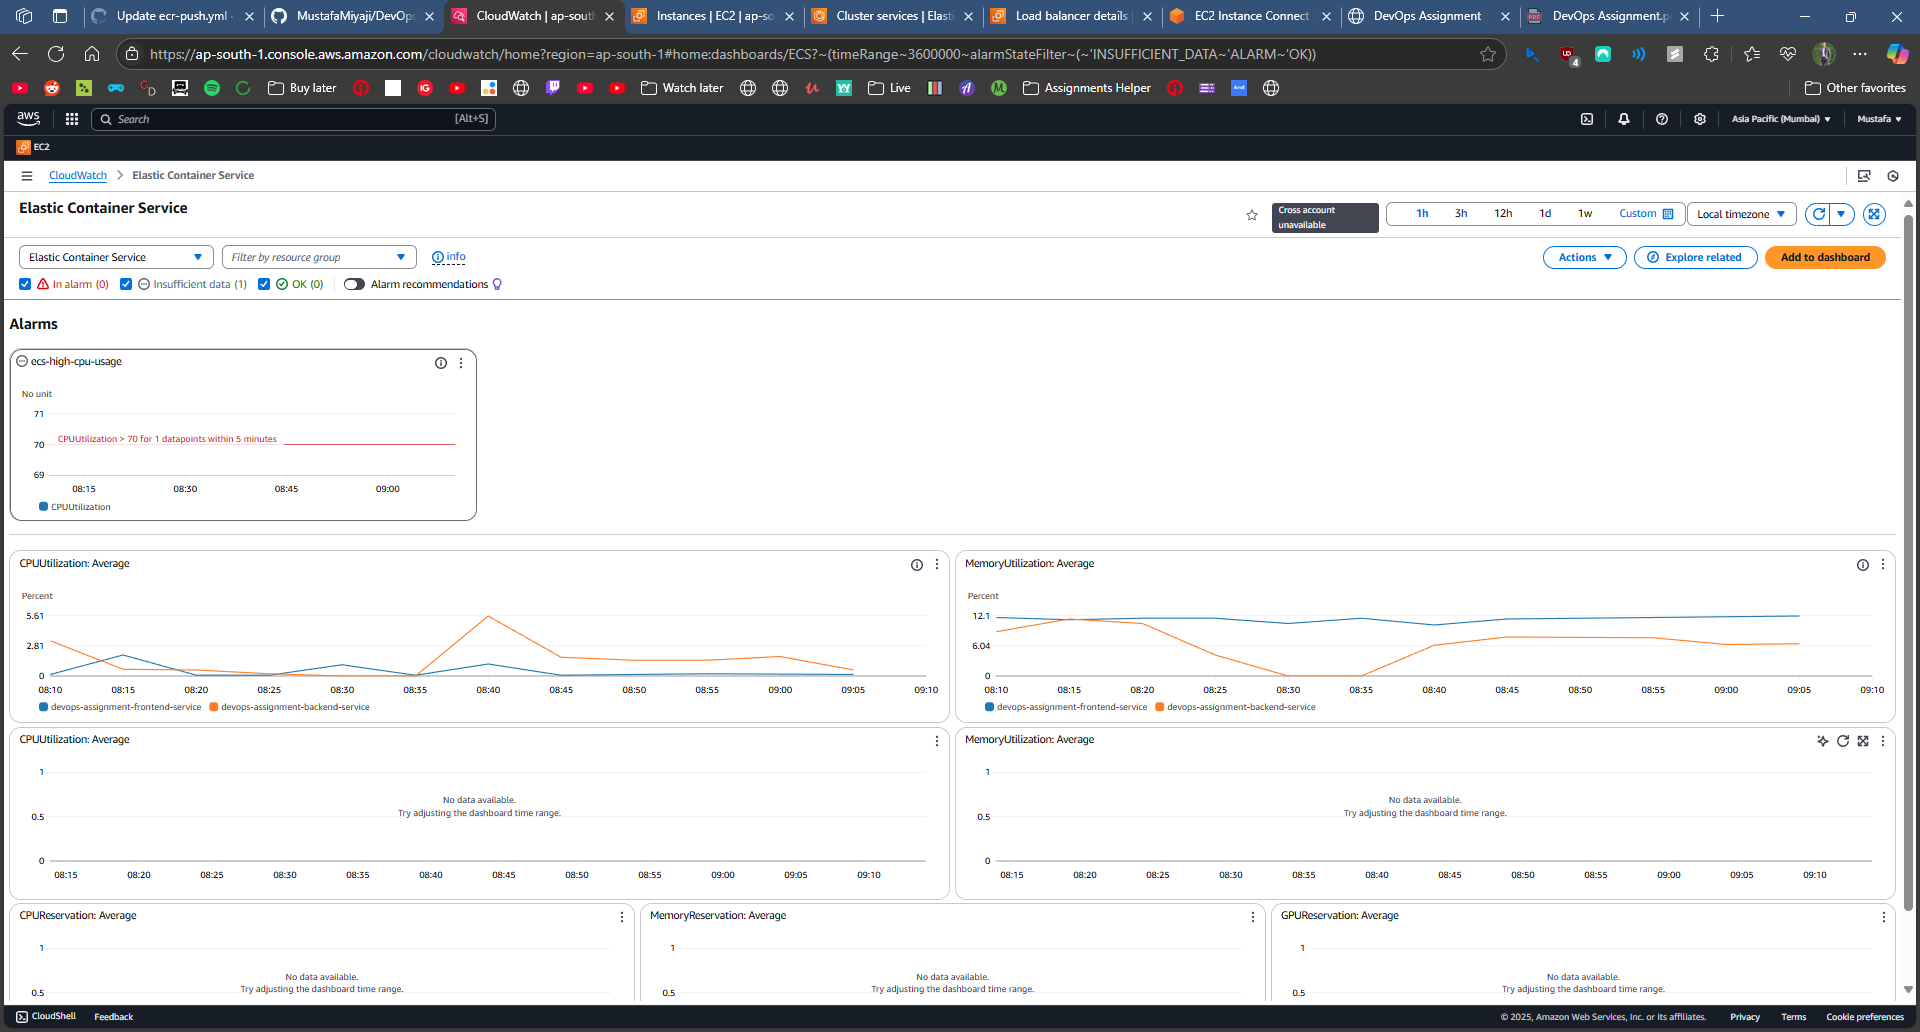 Update ecr-push.yml ·
MustafaMiyaji/DevOps
CloudWatch | ap-south
Instances | EC2 | ap-so
Cluster services | Elasti
Load balancer details
EC2 Instance Connect
DevOps Assignment
DevOps Assignment.p
https://ap-south-1.console.aws.amazon.com/cloudwatch/home?region=ap-south-1#home:dashboards/ECS?~(timeRange~3600000~alarmStateFilter~(~'INSUFFICIENT_DATA~'ALARM~'OK))
4
Buy later
Watch later
Live
Assignments Helper
Other favorites
aws
Search
[Alt+S]
Asia Pacific (Mumbai)
Mustafa
EC2
CloudWatch
Elastic Container Service
Elastic Container Service
Cross account
unavailable
1h 3h 12h 1d 1w Custom
Local timezone
Elastic Container Service
Filter by resource group
info
Actions
Explore related
Add to dashboard
In alarm (0)
Insufficient data (1)
OK (0)
Alarm recommendations
Alarms
ecs-high-cpu-usage
No unit
71
CPUUtilization > 70 for 1 datapoints within 5 minutes
70
69
08:15 08:30 08:45 09:00
CPUUtilization
CPUUtilization: Average
Percent
5.61
2.81
0
08:10 08:15 08:20 08:25 08:30 08:35 08:40 08:45 08:50 08:55 09:00 09:05 09:10
devops-assignment-frontend-service devops-assignment-backend-service
MemoryUtilization: Average
Percent
12.1
6.04
0
08:10 08:15 08:20 08:25 08:30 08:35 08:40 08:45 08:50 08:55 09:00 09:05 09:10
devops-assignment-frontend-service devops-assignment-backend-service
CPUUtilization: Average
1
No data available.
Try adjusting the dashboard time range.
0.5
0
08:15 08:20 08:25 08:30 08:35 08:40 08:45 08:50 08:55 09:00 09:05 09:10
MemoryUtilization: Average
1
No data available.
Try adjusting the dashboard time range.
0.5
0
08:15 08:20 08:25 08:30 08:35 08:40 08:45 08:50 08:55 09:00 09:05 09:10
CPUReservation: Average
1
No data available.
Try adjusting the dashboard time range.
0.5
MemoryReservation: Average
1
No data available.
Try adjusting the dashboard time range.
0.5
GPUReservation: Average
1
No data available.
Try adjusting the dashboard time range.
0.5
CloudShell
Feedback
© 2025, Amazon Web Services, Inc. or its affiliates.
Privacy
Terms
Cookie preferences